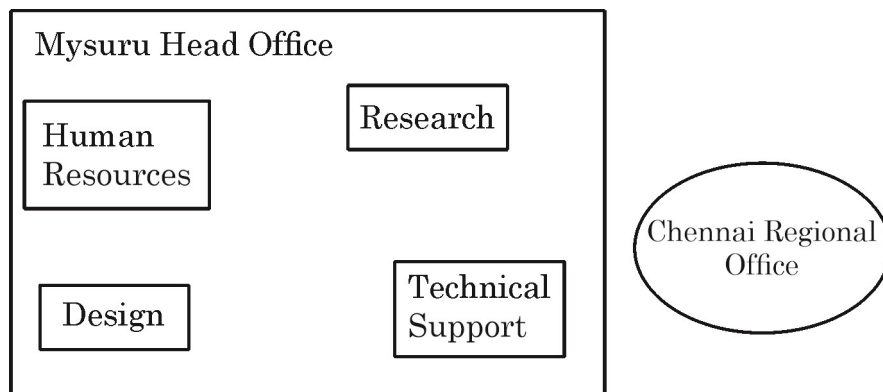 Mysuru Head Office
Human
Resources
Research
Chennai Regional
Office
Design
Technical
Support